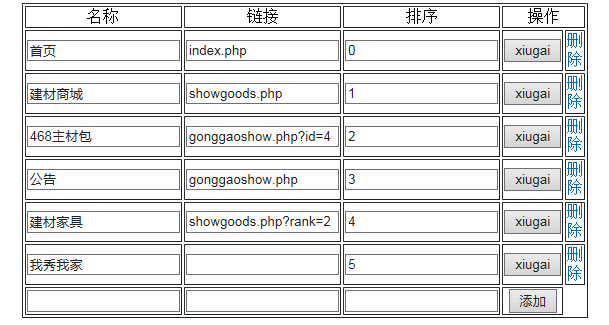 名称 链接 排序 操作
首页 index.php 0 xiugai 删除
建材商城 showgoods.php 1 xiugai 删除
468主材包 gonggaoshow.php?id=4 2 xiugai 删除
公告 gonggaoshow.php 3 xiugai 删除
建材家具 showgoods.php?rank=2 4 xiugai 删除
我秀我家 5 xiugai 删除
添加